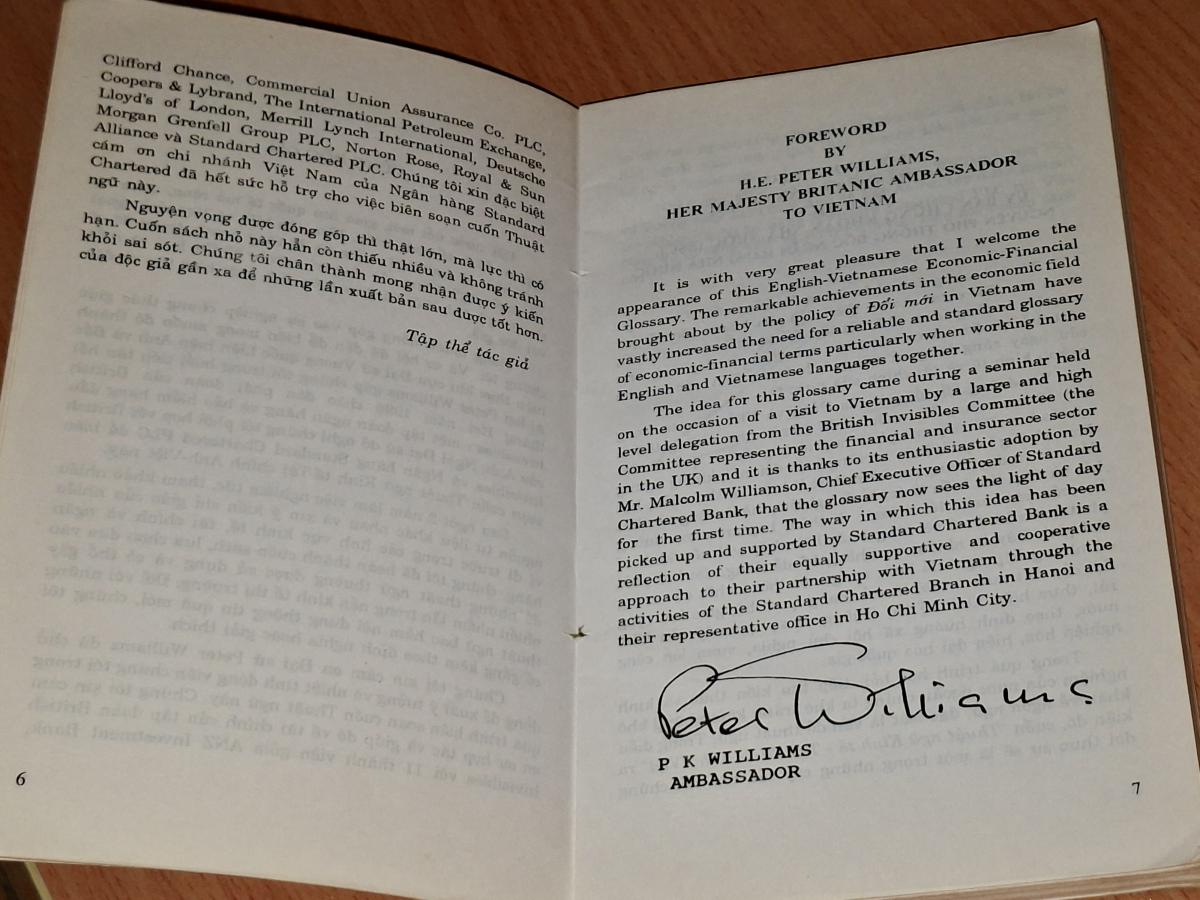 Clifford Chance, Commercial Union Assurance Co. PLC,
Coopers & Lybrand, The International Petroleum Exchange,
Lloyd's of London, Merrill Lynch International, Deutsche
Morgan Grenfell Group PLC, Norton Rose, Royal & Sun
Alliance và Standard Chartered PLC. Chúng tôi xin đặc biệt
cám ơn chi nhánh Việt Nam của Ngân hàng Standard
Chartered đã hết sức hỗ trợ cho việc biên soạn cuốn Thuật
ngữ này.
Nguyện vọng được đóng góp thì thật lớn, mà lực thì có
hạn. Cuốn sách nhỏ này hẳn còn thiếu nhiều và không tránh
khỏi sai sót. Chúng tôi chân thành mong nhận được ý kiến
của độc giả gần xa để những lần xuất bản sau được tốt hơn.
Tập thể tác giả
6
FOREWORD
BY
H.E. PETER WILLIAMS,
HER MAJESTY BRITANIC AMBASSADOR
TO VIETNAM
It is with very great pleasure that I welcome the
appearance of this English-Vietnamese Economic-Financial
Glossary. The remarkable achievements in the economic field
brought about by the policy of Đổi mới in Vietnam have
vastly increased the need for a reliable and standard glossary
of economic-financial terms particularly when working in the
English and Vietnamese languages together.
The idea for this glossary came during a seminar held
on the occasion of a visit to Vietnam by a large and high
level delegation from the British Invisibles Committee (the
Committee representing the financial and insurance sector
in the UK) and it is thanks to its enthusiastic adoption by
Mr. Malcolm Williamson, Chief Executive Officer of Standard
Chartered Bank, that the glossary now sees the light of day
for the first time. The way in which this idea has been
picked up and supported by Standard Chartered Bank is a
reflection of their equally supportive and cooperative
approach to their partnership with Vietnam through the
activities of the Standard Chartered Branch in Hanoi and
their representative office in Ho Chi Minh City.
Peter Williams
P K WILLIAMS
AMBASSADOR
7